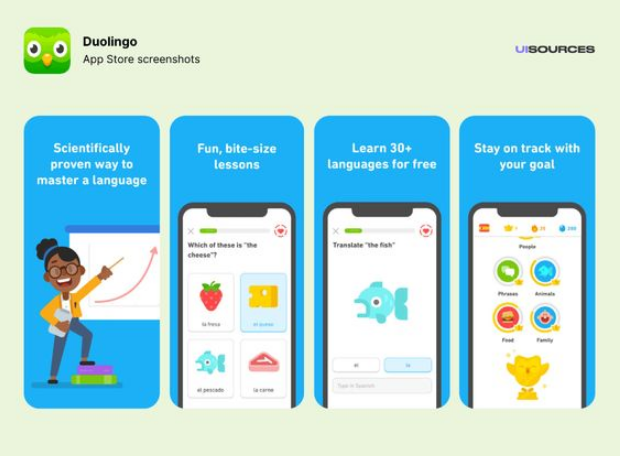 Duolingo
App Store screenshots
UISOURCES
Scientifically
proven way to
master a language
Fun, bite-size
lessons
Which of these is "the
cheese"?
la fresa
el queso
el pescado
la carne
Learn 30+
languages for free
Translate "the fish"
el
la
Type in Spanish
Stay on track with
your goal
People
Phrases
Animals
Food
Family